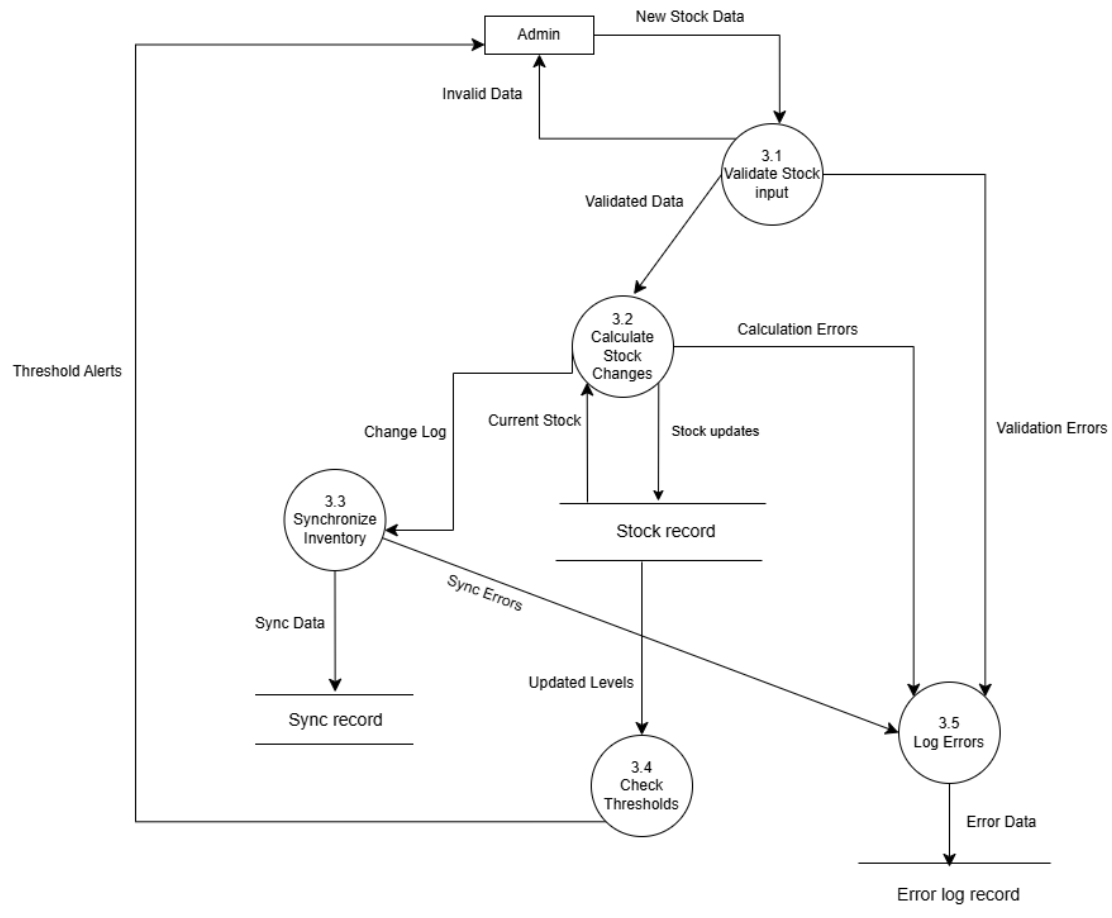 New Stock Data
Admin
Invalid Data
3.1
Validate Stock
input
Validated Data
3.2
Calculate
Stock
Changes
Calculation Errors
Threshold Alerts
Change Log
Current Stock
Stock updates
Validation Errors
3.3
Synchronize
Inventory
Stock record
Sync Errors
Sync Data
Updated Levels
Sync record
3.5
Log Errors
3.4
Check
Thresholds
Error Data
Error log record